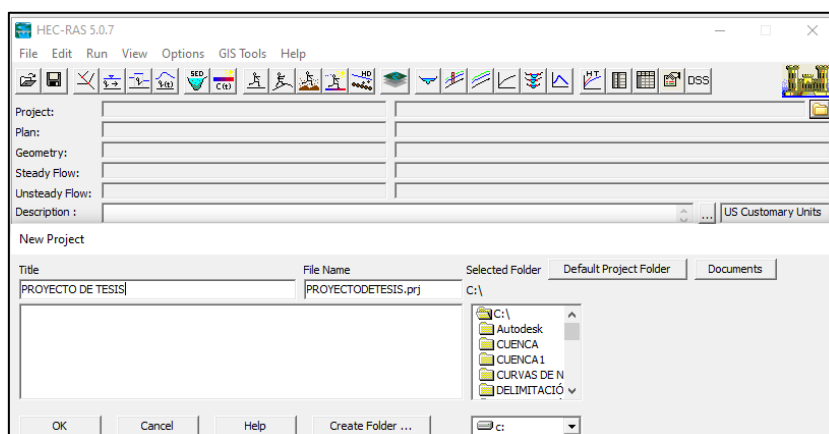 HEC-RAS 5.0.7
File Edit Run View Options GIS Tools Help
SED C(t) HD HT DSS
Project:
Plan:
Geometry:
Steady Flow:
Unsteady Flow:
Description : ... US Customary Units
New Project
Title File Name Selected Folder Default Project Folder Documents
PROYECTO DE TESIS PROYECTODETESIS.prj C:\
C:\
Autodesk
CUENCA
CUENCA1
CURVAS DE N
DELIMITACIÓ
OK Cancel Help Create Folder ... c: